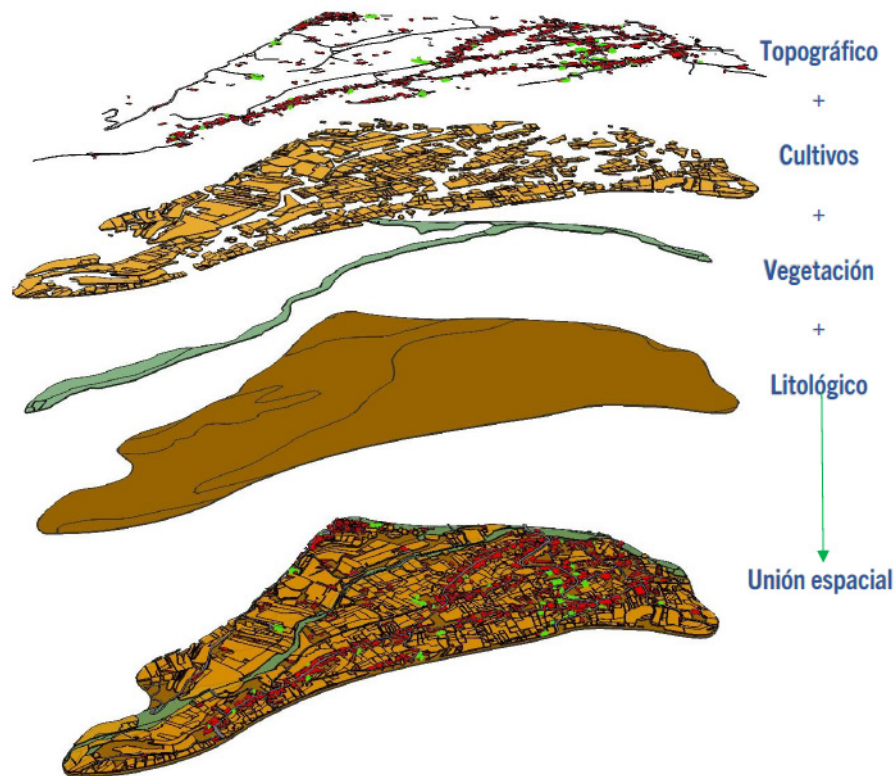 Topográfico
+
Cultivos
+
Vegetación
+
Litológico
Unión espacial